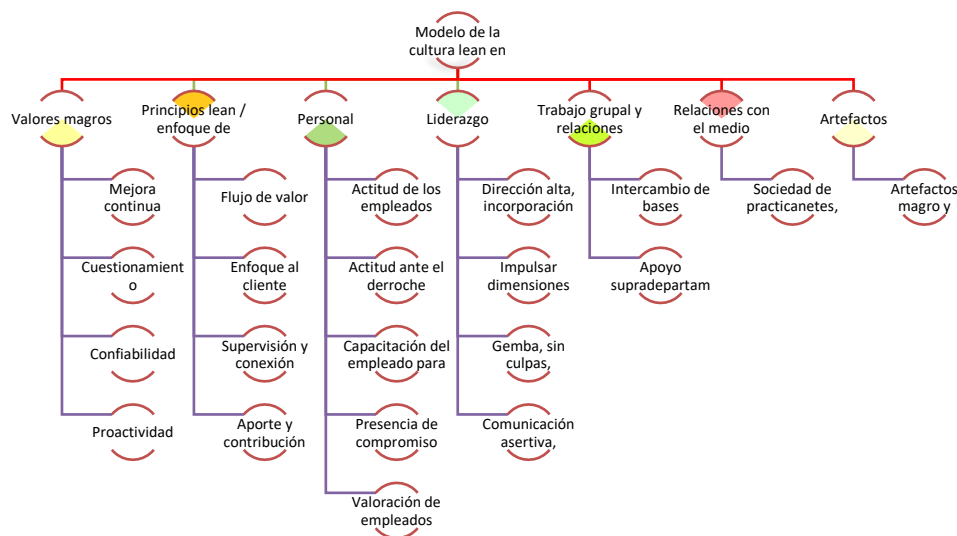 Modelo de la
cultura lean en
Valores magros
Principios lean /
enfoque de
Personal
Liderazgo
Trabajo grupal y
relaciones
Relaciones con
el medio
Artefactos
Mejora
continua
Cuestionamient
o
Confiabilidad
Proactividad
Flujo de valor
Enfoque al
cliente
Supervisión y
conexión
Aporte y
contribución
Actitud de los
empleados
Actitud ante el
derroche
Capacitación del
empleado para
Presencia de
compromiso
Valoración de
empleados
Dirección alta,
incorporación
Impulsar
dimensiones
Gemba, sin
culpas,
Comunicación
asertiva,
Intercambio de
bases
Apoyo
supradepartam
Sociedad de
practicanetes,
Artefactos
magro y